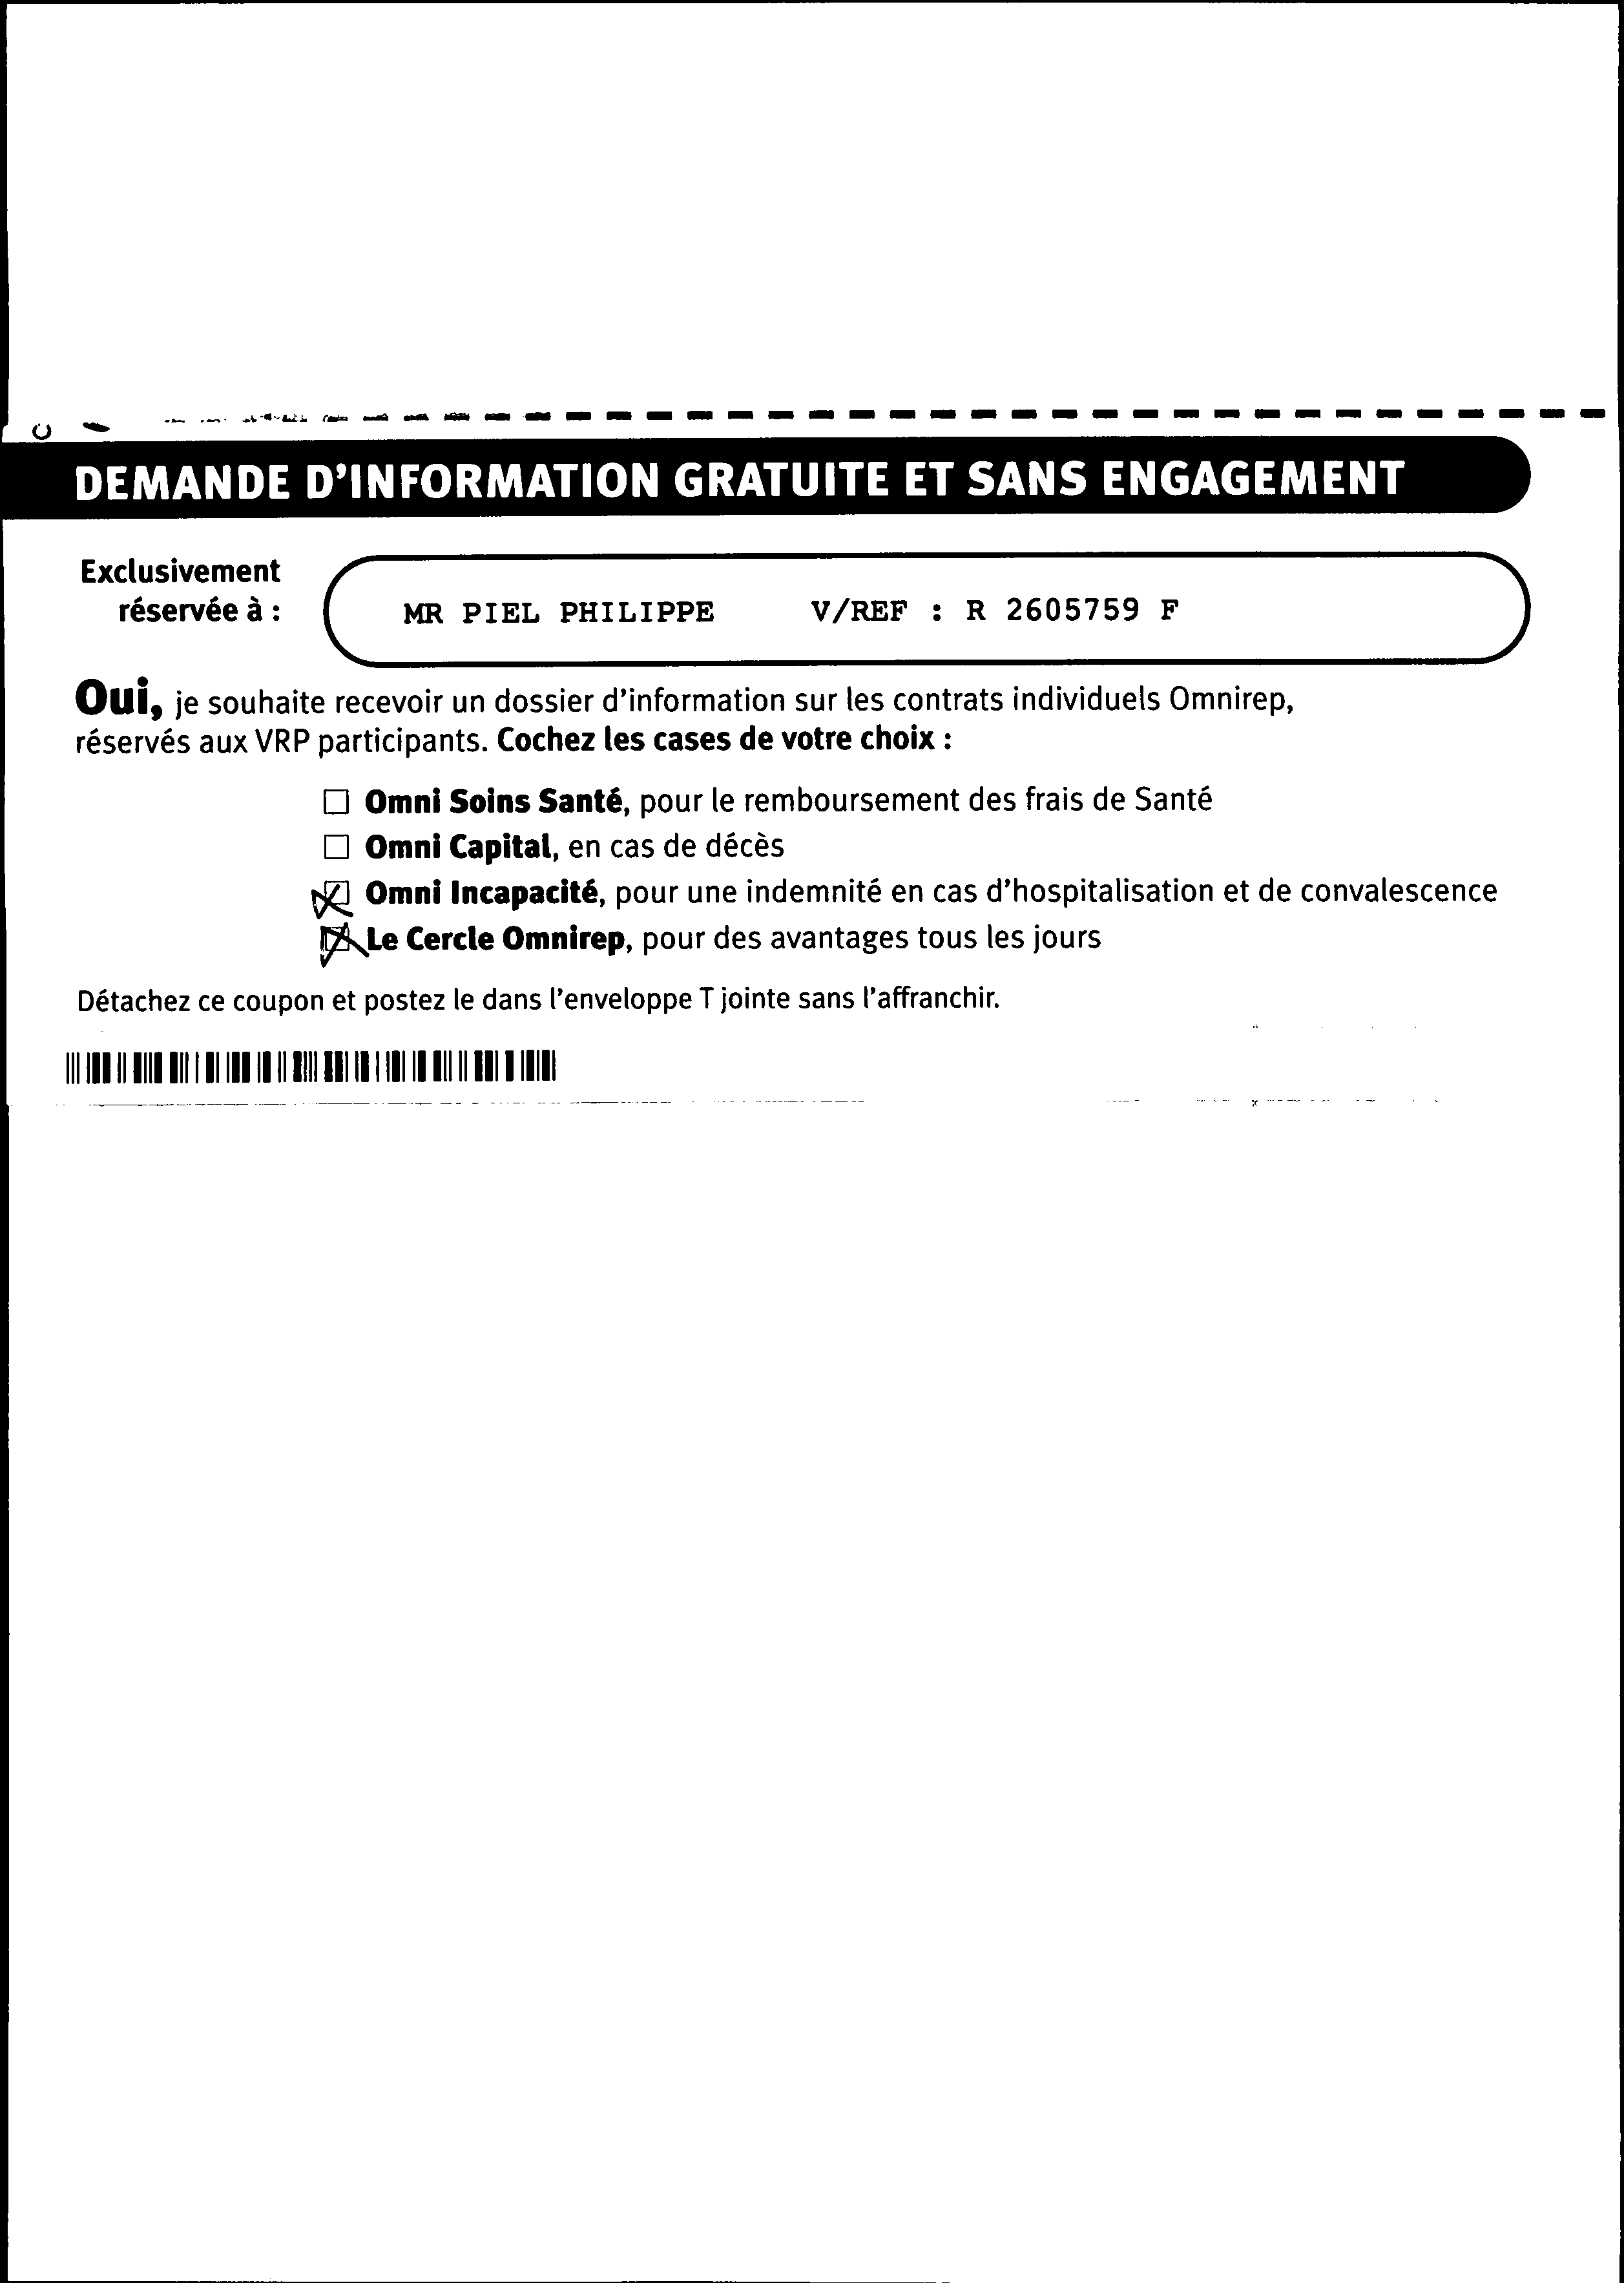 DEMANDE D'INFORMATION GRATUITE ET SANS ENGAGEMENT
Exclusivement
réservée à :
MR PIEL PHILIPPE V/REF : R 2605759 F
Oui, je souhaite recevoir un dossier d'information sur les contrats individuels Omnirep,
réservés aux VRP participants. Cochez les cases de votre choix :
☐ Omni Soins Santé, pour le remboursement des frais de Santé
☐ Omni Capital, en cas de décès
☒ Omni Incapacité, pour une indemnité en cas d'hospitalisation et de convalescence
☒ Le Cercle Omnirep, pour des avantages tous les jours
Détachez ce coupon et postez le dans l'enveloppe T jointe sans l'affranchir.